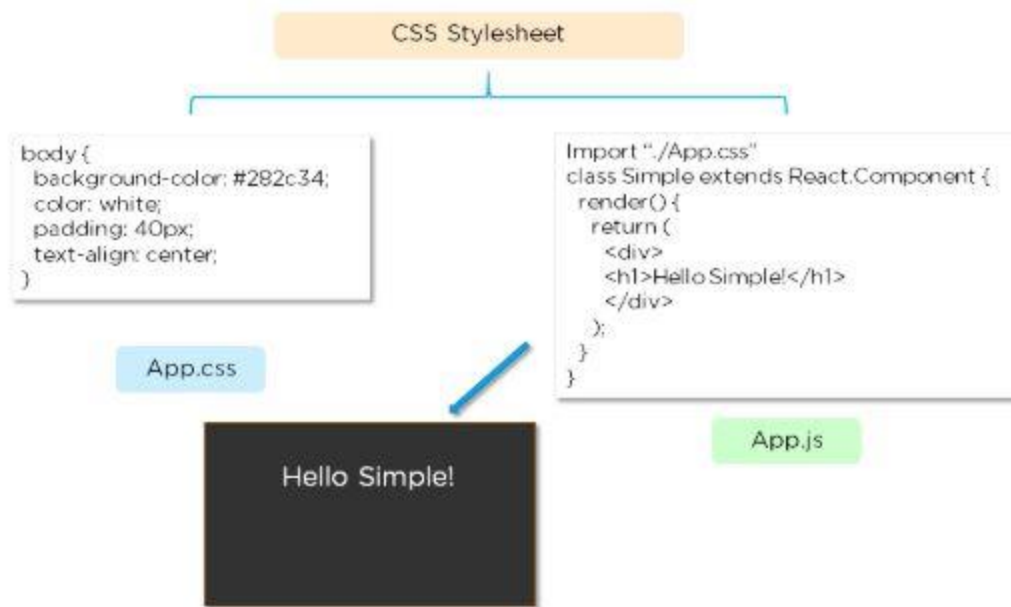 CSS Stylesheet
body {
background-color: #282c34;
color: white;
padding: 40px;
text-align: center;
}
App.css
Import “./App.css”
class Simple extends React.Component {
render() {
return (
<div>
<h1>Hello Simple!</h1>
</div>
);
}
}
App.js
Hello Simple!